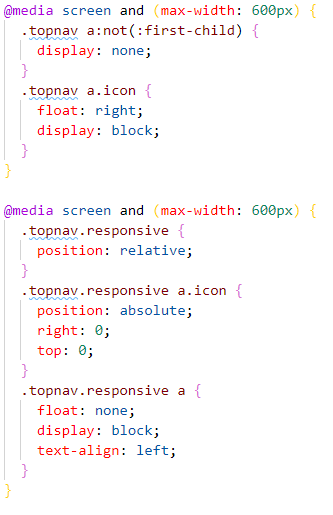 @media screen and (max-width: 600px) {
  .topnav a:not(:first-child) {
    display: none;
  }
  .topnav a.icon {
    float: right;
    display: block;
  }
}

@media screen and (max-width: 600px) {
  .topnav.responsive {
    position: relative;
  }
  .topnav.responsive a.icon {
    position: absolute;
    right: 0;
    top: 0;
  }
  .topnav.responsive a {
    float: none;
    display: block;
    text-align: left;
  }
}